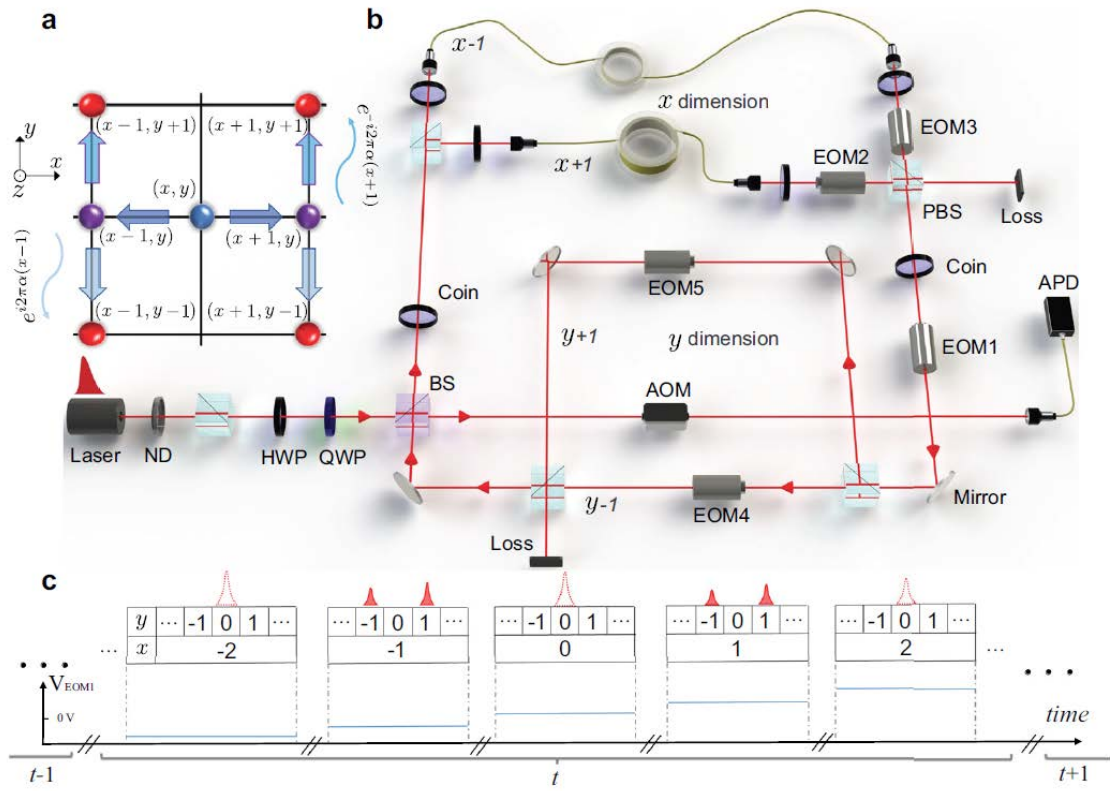 a
y
x
z
(x − 1, y + 1)
(x + 1, y + 1)
(x, y)
(x − 1, y)
(x + 1, y)
(x − 1, y − 1)
(x + 1, y − 1)
e^{−i2πα(x+1)}
e^{i2πα(x−1)}
b
x-1
x dimension
x+1
EOM3
EOM2
PBS
Loss
Coin
Coin
APD
EOM5
y+1
y dimension
EOM1
BS
AOM
Laser
ND
HWP
QWP
y-1
EOM4
Mirror
Loss
c
y ··· -1 0 1 ··· ··· -1 0 1 ··· ··· -1 0 1 ··· ··· -1 0 1 ··· ··· -1 0 1 ···
··· x -2 -1 0 1 2 ···
• • • • • •
V_{EOM1}
0 V
time
t-1
t
t+1